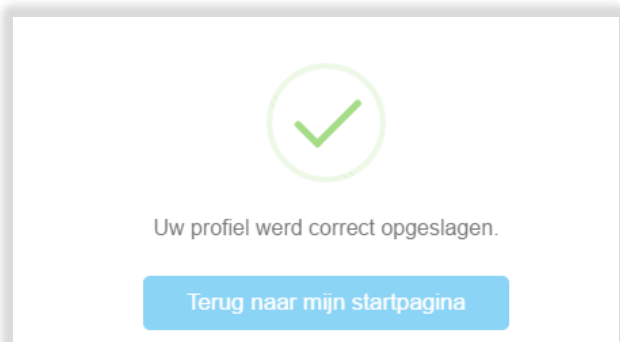 Uw profiel werd correct opgeslagen.
Terug naar mijn startpagina